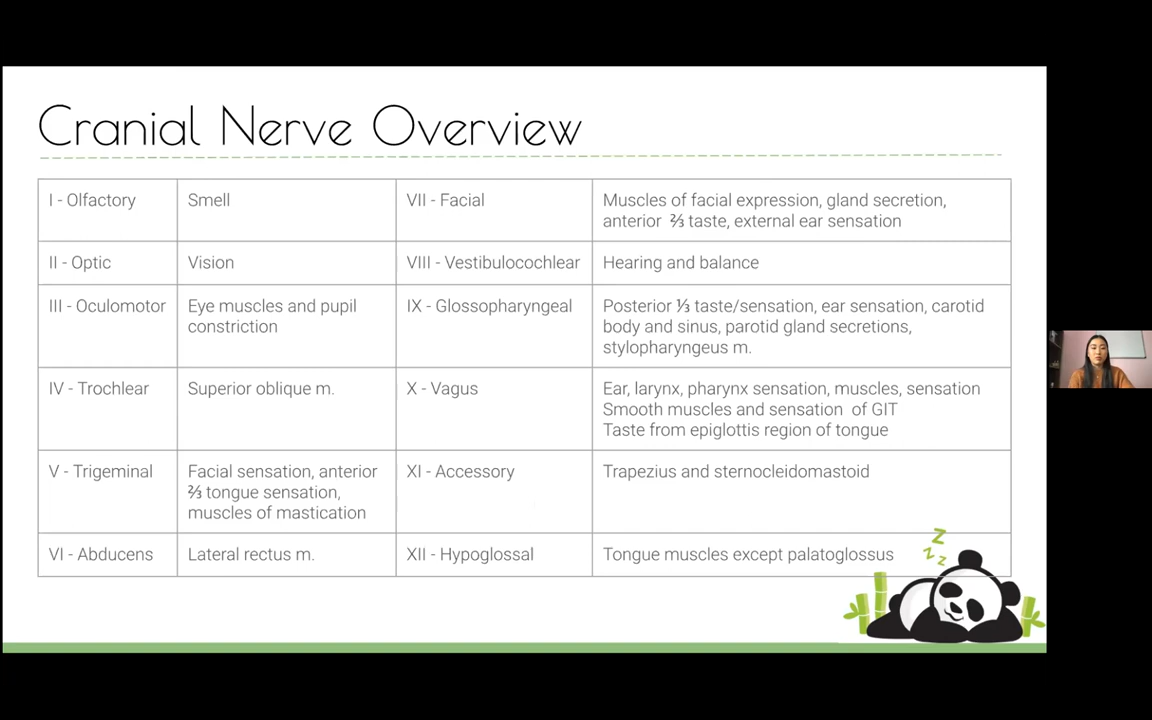 Cranial Nerve Overview
I - Olfactory
Smell
VII - Facial
Muscles of facial expression, gland secretion,
anterior ⅔ taste, external ear sensation
II - Optic
Vision
VIII - Vestibulocochlear
Hearing and balance
III - Oculomotor
Eye muscles and pupil
constriction
IX - Glossopharyngeal
Posterior ⅓ taste/sensation, ear sensation, carotid
body and sinus, parotid gland secretions,
stylopharyngeus m.
IV - Trochlear
Superior oblique m.
X - Vagus
Ear, larynx, pharynx sensation, muscles, sensation
Smooth muscles and sensation of GIT
Taste from epiglottis region of tongue
V - Trigeminal
Facial sensation, anterior
⅔ tongue sensation,
muscles of mastication
XI - Accessory
Trapezius and sternocleidomastoid
VI - Abducens
Lateral rectus m.
XII - Hypoglossal
Tongue muscles except palatoglossus
Z
Z
Z